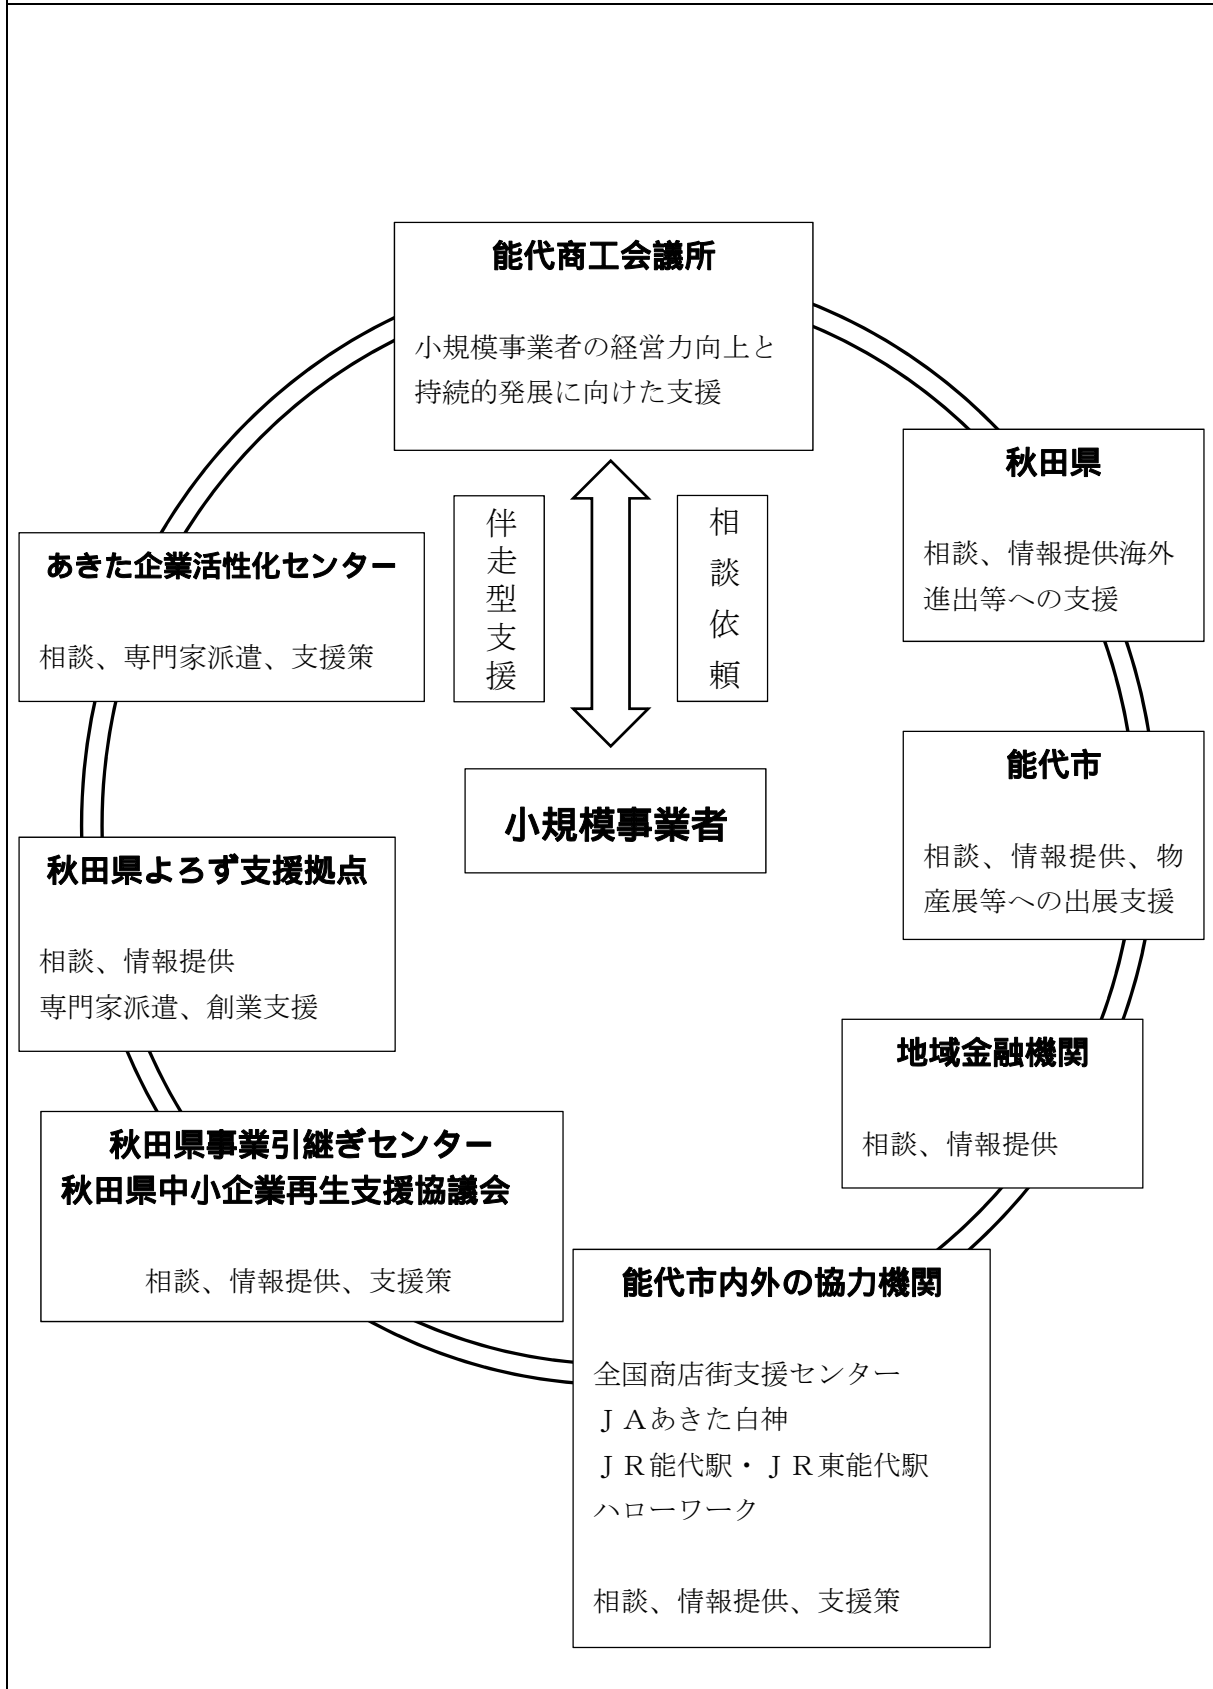 能代商工会議所
小規模事業者の経営力向上と
持続的発展に向けた支援
秋田県
相談、情報提供海外
進出等への支援
伴走型支援
相談依頼
あきた企業活性化センター
相談、専門家派遣、支援策
能代市
相談、情報提供、物
産展等への出展支援
小規模事業者
秋田県よろず支援拠点
相談、情報提供
専門家派遣、創業支援
地域金融機関
相談、情報提供
秋田県事業引継ぎセンター
秋田県中小企業再生支援協議会
相談、情報提供、支援策
能代市内外の協力機関
全国商店街支援センター
ＪＡあきた白神
ＪＲ能代駅・ＪＲ東能代駅
ハローワーク
相談、情報提供、支援策